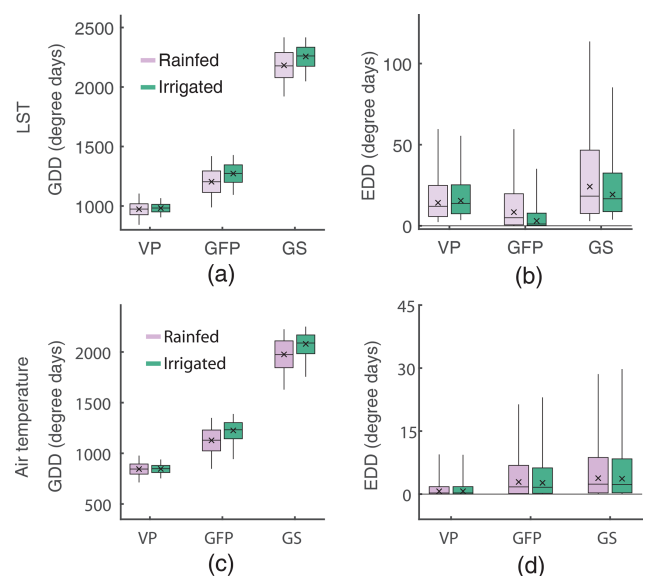 LST
GDD (degree days)
2500
2000
1500
1000
Rainfed
Irrigated
VP
GFP
GS
(a)
EDD (degree days)
100
50
0
VP
GFP
GS
(b)
Air temperature
GDD (degree days)
2000
1500
1000
500
Rainfed
Irrigated
VP
GFP
GS
(c)
EDD (degree days)
45
30
15
0
VP
GFP
GS
(d)